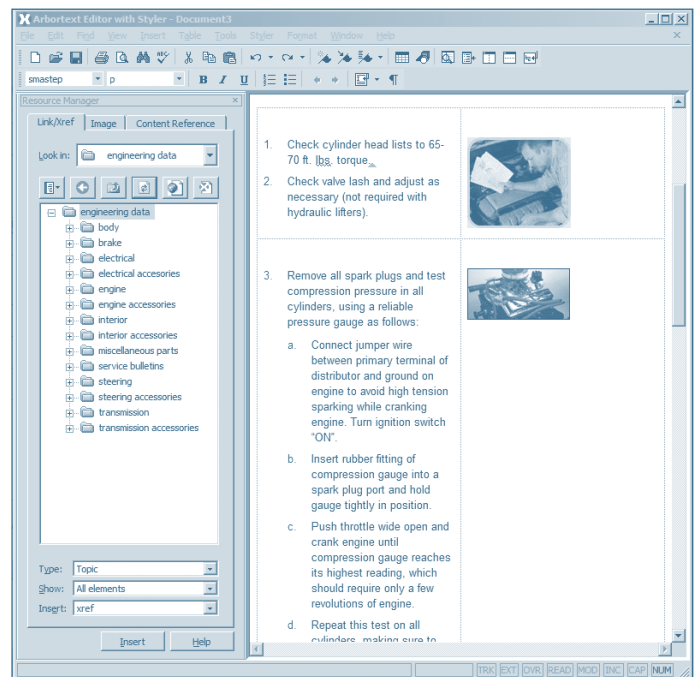 Arbortext Editor with Styler - Document3
File Edit Find View Insert Table Tools Styler Format Window Help
smastep p B I U
Resource Manager
Link/Xref Image Content Reference
Look in: engineering data
engineering data
body
brake
electrical
electrical accesories
engine
engine accessories
interior
interior accessories
miscellaneous parts
service bulletins
steering
steering accessories
transmission
transmission accessories
Type: Topic
Show: All elements
Insert: xref
Insert Help
1. Check cylinder head lists to 65-
70 ft. lbs. torque.
2. Check valve lash and adjust as
necessary (not required with
hydraulic lifters).
3. Remove all spark plugs and test
compression pressure in all
cylinders, using a reliable
pressure gauge as follows:
a. Connect jumper wire
between primary terminal of
distributor and ground on
engine to avoid high tension
sparking while cranking
engine. Turn ignition switch
"ON".
b. Insert rubber fitting of
compression gauge into a
spark plug port and hold
gauge tightly in position.
c. Push throttle wide open and
crank engine until
compression gauge reaches
its highest reading, which
should require only a few
revolutions of engine.
d. Repeat this test on all
cylinders, making sure to
TRK EXT OVR READ MOD INC CAP NUM